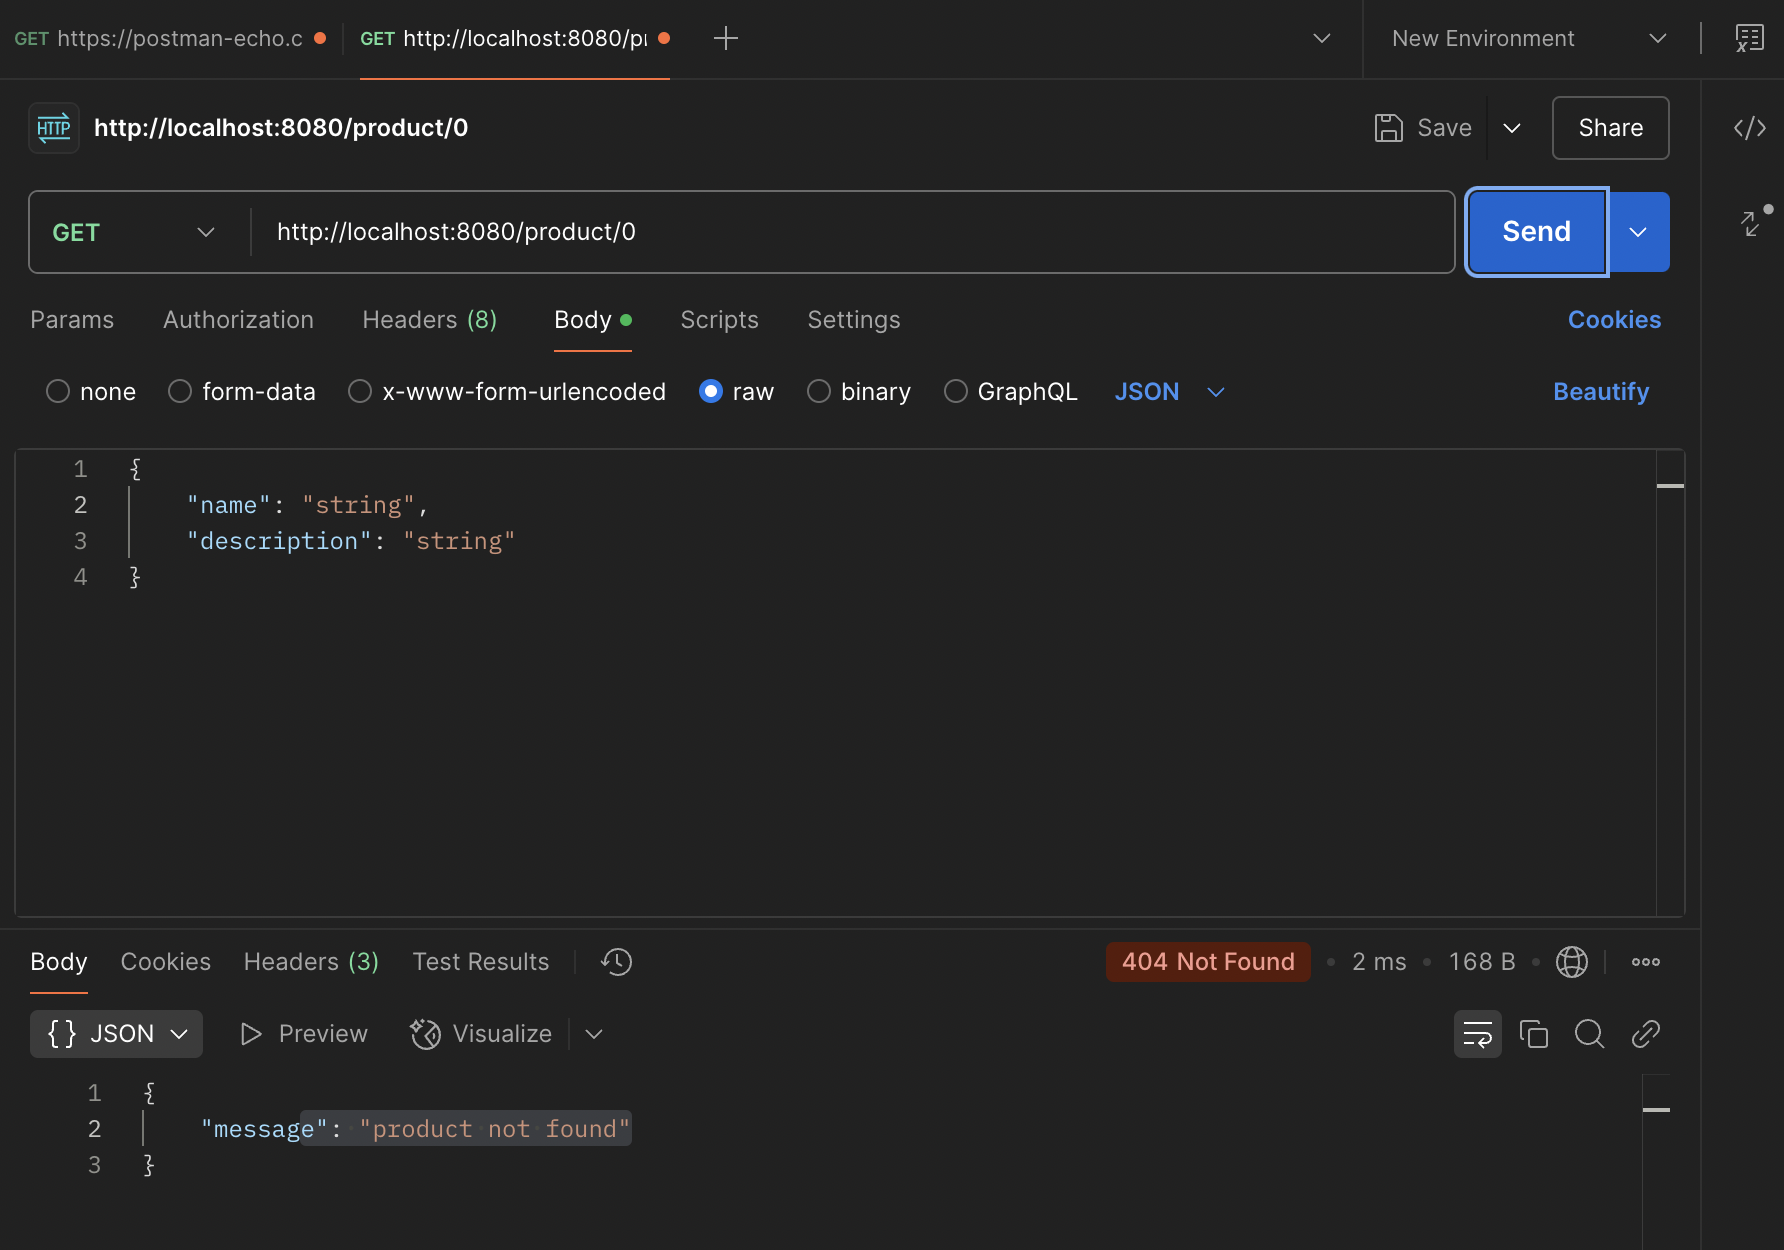 GET https://postman-echo.c GET http://localhost:8080/p New Environment
HTTP http://localhost:8080/product/0 Save Share
GET http://localhost:8080/product/0 Send
Params Authorization Headers (8) Body Scripts Settings Cookies
none form-data x-www-form-urlencoded raw binary GraphQL JSON Beautify
1 {
2 "name": "string",
3 "description": "string"
4 }
Body Cookies Headers (3) Test Results 404 Not Found • 2 ms • 168 B •
{} JSON Preview Visualize
1 {
2 "message": "product not found"
3 }